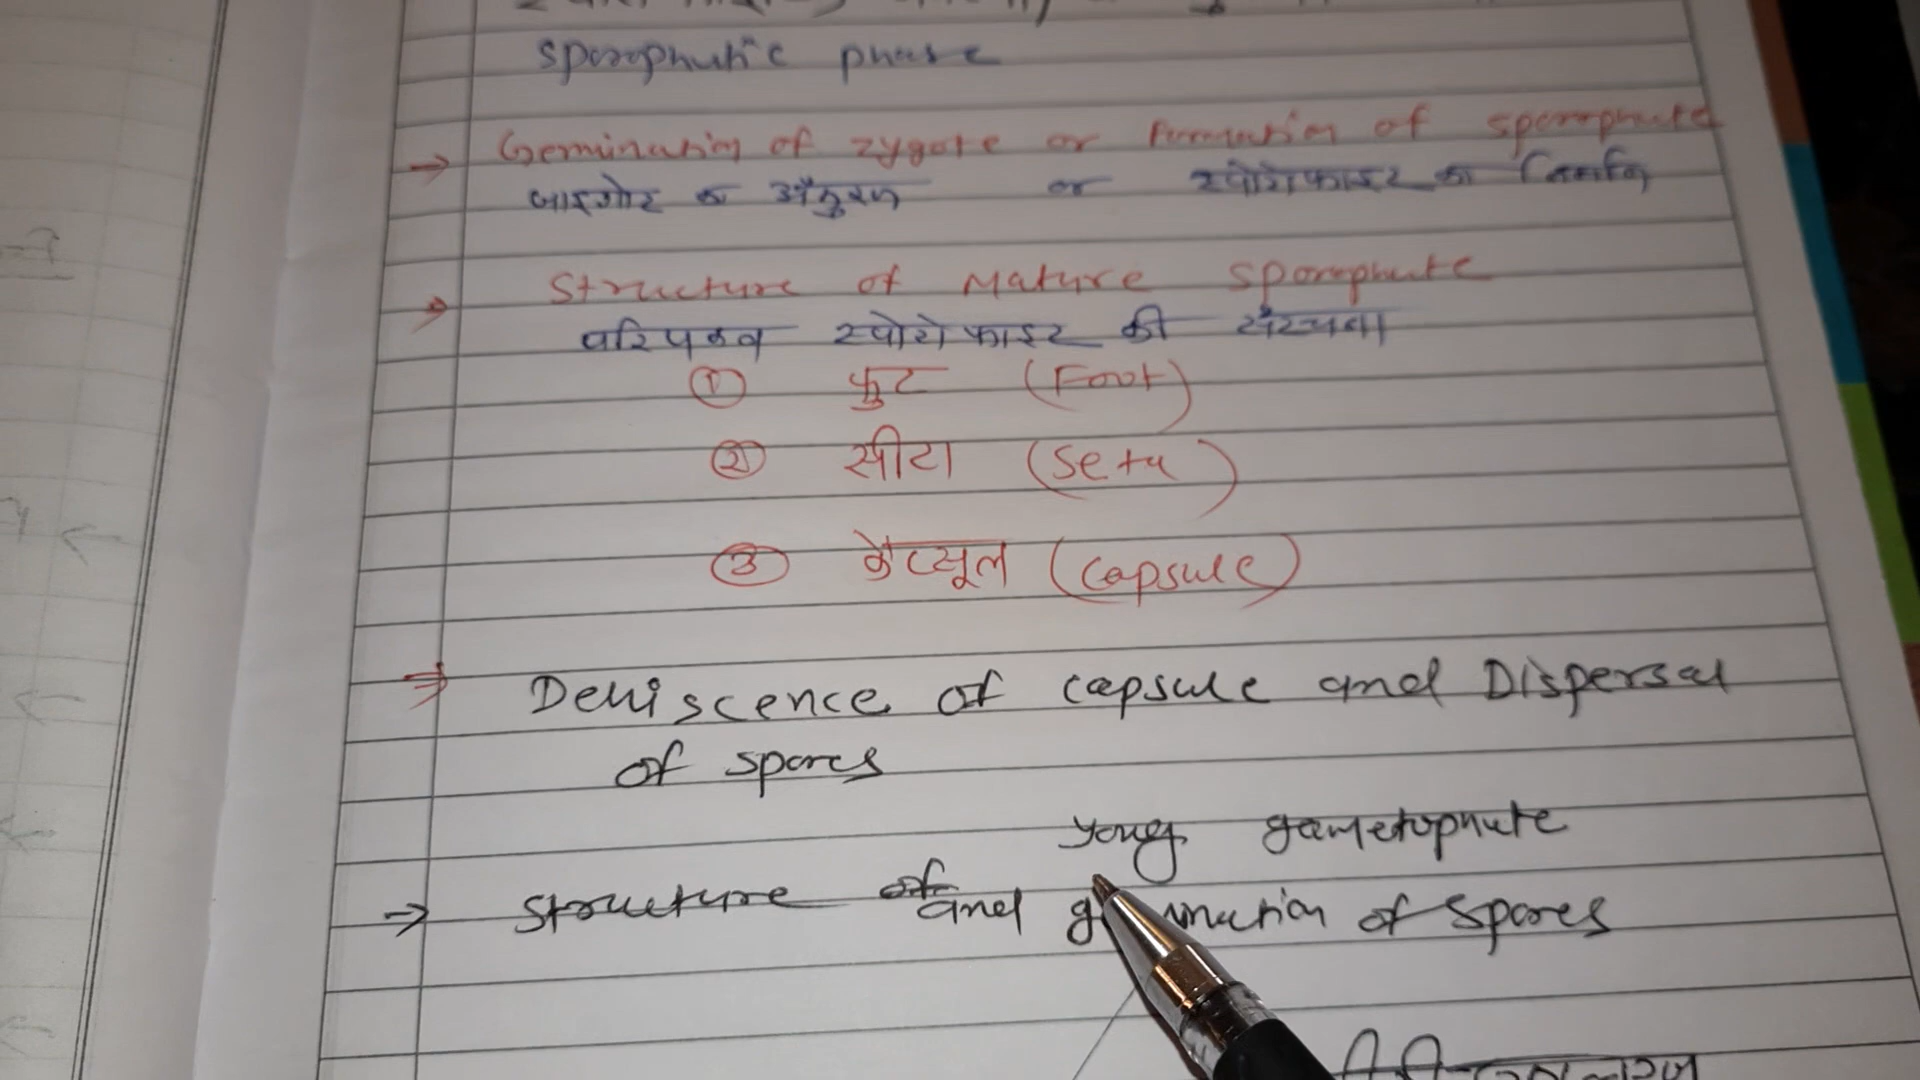 sporophytic phase
→ Germination of zygote or Formation of sporophyte
जाइगोट का अंकुरन or स्पोरोफाइट का निर्माण
→ Structure of Mature sporophyte
परिपक्व स्पोरोफाइट की संरचना
① फुट (Foot)
② सीटा (Seta)
③ कैप्सूल (Capsule)
⇒ Dehiscence of capsule and Dispersal
of spores
young gametophyte
→ Structure of and germination of spores